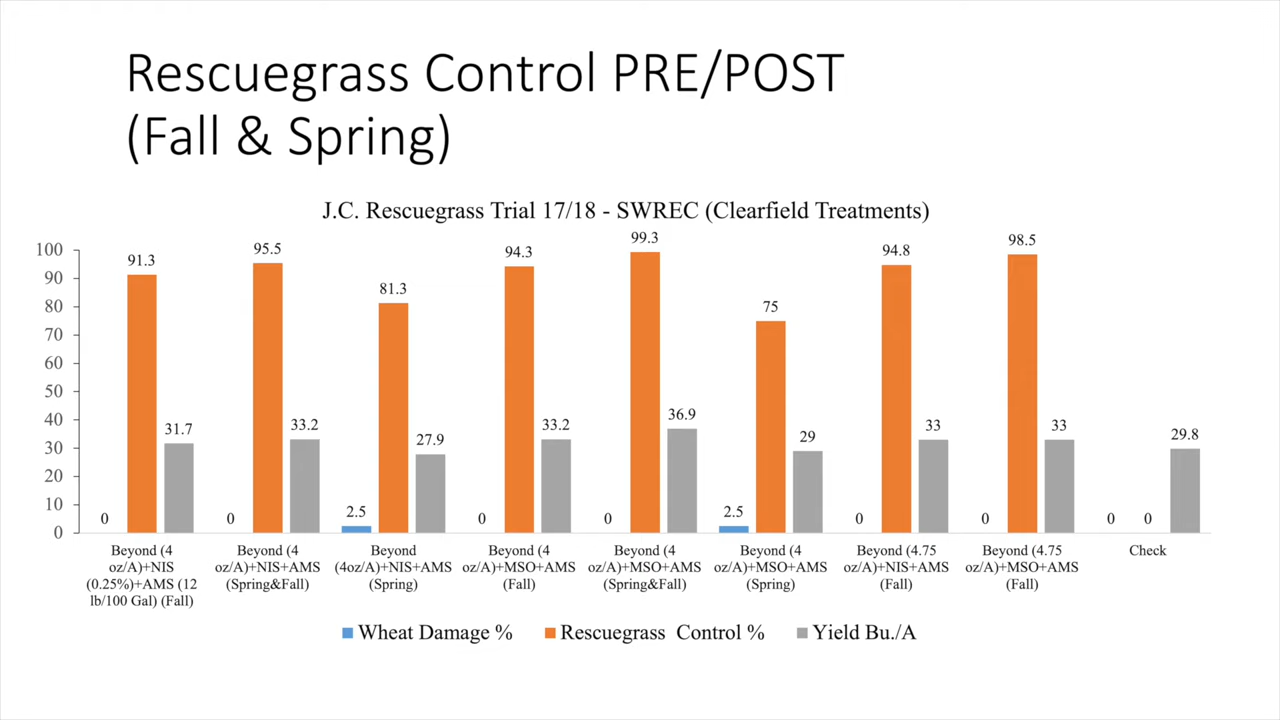 Rescuegrass Control PRE/POST
(Fall & Spring)
J.C. Rescuegrass Trial 17/18 - SWREC (Clearfield Treatments)
100
90
80
70
60
50
40
30
20
10
0
0
91.3
31.7
0
95.5
33.2
2.5
81.3
27.9
0
94.3
33.2
0
99.3
36.9
2.5
75
29
0
94.8
33
0
98.5
33
0
0
29.8
Beyond (4
oz/A)+NIS
(0.25%)+AMS (12
lb/100 Gal) (Fall)
Beyond (4
oz/A)+NIS+AMS
(Spring&Fall)
Beyond
(4oz/A)+NIS+AMS
(Spring)
Beyond (4
oz/A)+MSO+AMS
(Fall)
Beyond (4
oz/A)+MSO+AMS
(Spring&Fall)
Beyond (4
oz/A)+MSO+AMS
(Spring)
Beyond (4.75
oz/A)+NIS+AMS
(Fall)
Beyond (4.75
oz/A)+MSO+AMS
(Fall)
Check
Wheat Damage %
Rescuegrass Control %
Yield Bu./A